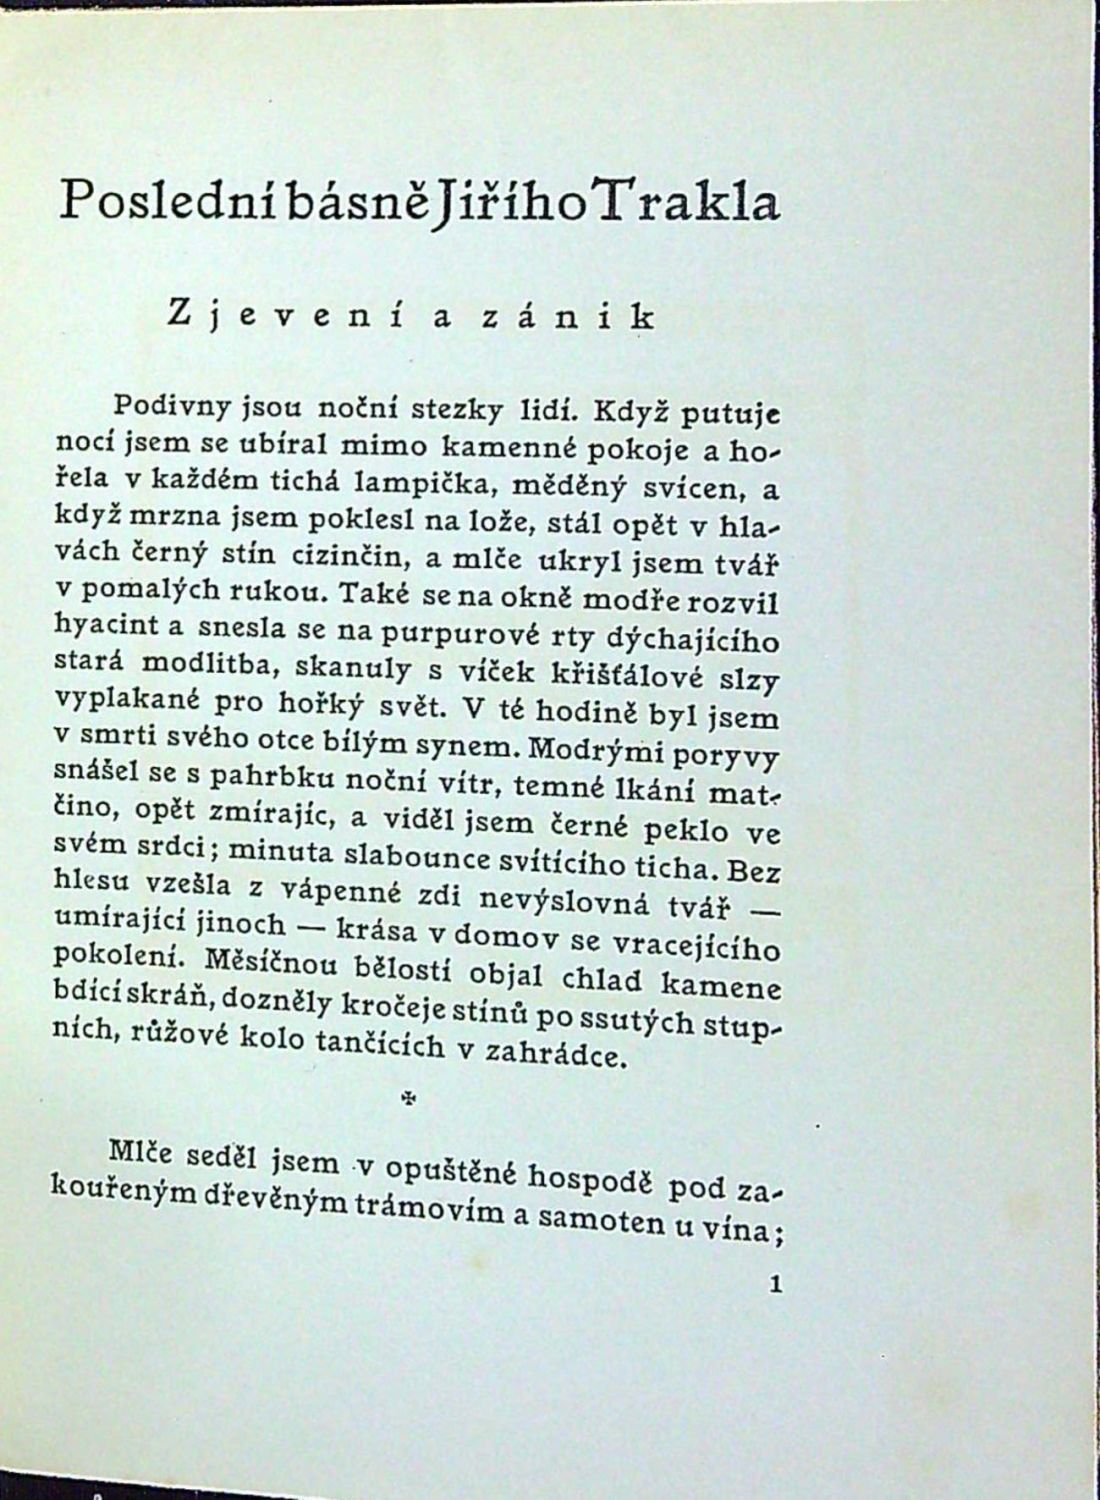 Poslední básně Jiřího Trakla
Zjevení a zánik
Podivny jsou noční stezky lidí. Když putuje
nocí jsem se ubíral mimo kamenné pokoje a ho-
řela v každém tichá lampička, měděný svícen, a
když mrzna jsem poklesl na lože, stál opět v hla-
vách černý stín cizinčin, a mlče ukryl jsem tvář
v pomalých rukou. Také se na okně modře rozvil
hyacint a snesla se na purpurové rty dýchajícího
stará modlitba, skanuly s víček křišťálové slzy
vyplakané pro hořký svět. V té hodině byl jsem
v smrti svého otce bílým synem. Modrými poryvy
snášel se s pahrbku noční vítr, temné lkání mat-
čino, opět zmírajíc, a viděl jsem černé peklo ve
svém srdci; minuta slabounce svítícího ticha. Bez
hlesu vzešla z vápenné zdi nevýslovná tvář —
umírající jinoch — krása v domov se vracejícího
pokolení. Měsíčnou bělostí objal chlad kamene
bdící skráň, dozněly kročeje stínů po ssutých stup-
ních, růžové kolo tančících v zahrádce.
✠
Mlče seděl jsem v opuštěné hospodě pod za-
kouřeným dřevěným trámovím a samoten u vína;
1